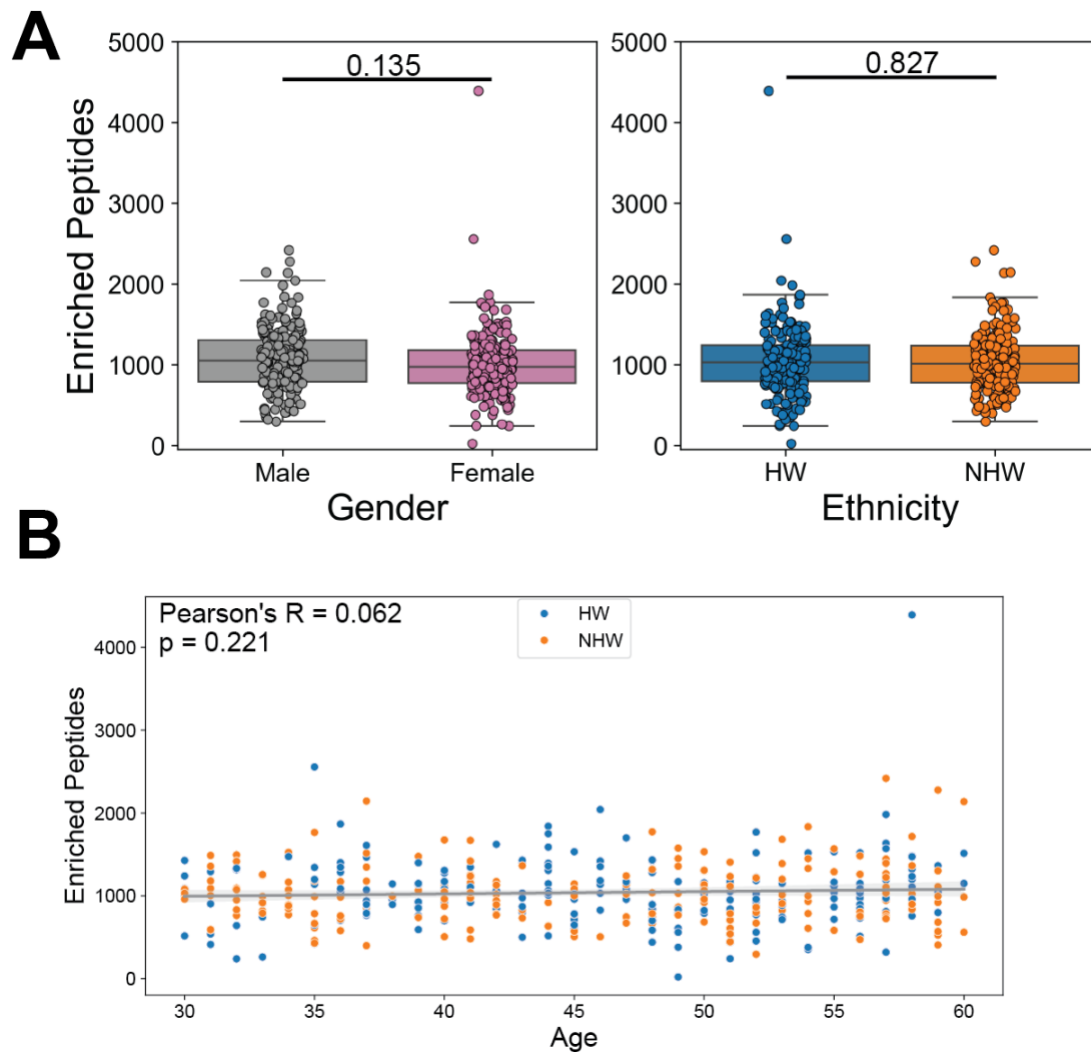 A
5000
4000
3000
2000
1000
0
Enriched Peptides
0.135
Male Female
Gender
5000
4000
3000
2000
1000
0
0.827
HW NHW
Ethnicity
B
Pearson's R = 0.062
p = 0.221
HW
NHW
4000
3000
2000
1000
0
Enriched Peptides
30 35 40 45 50 55 60
Age